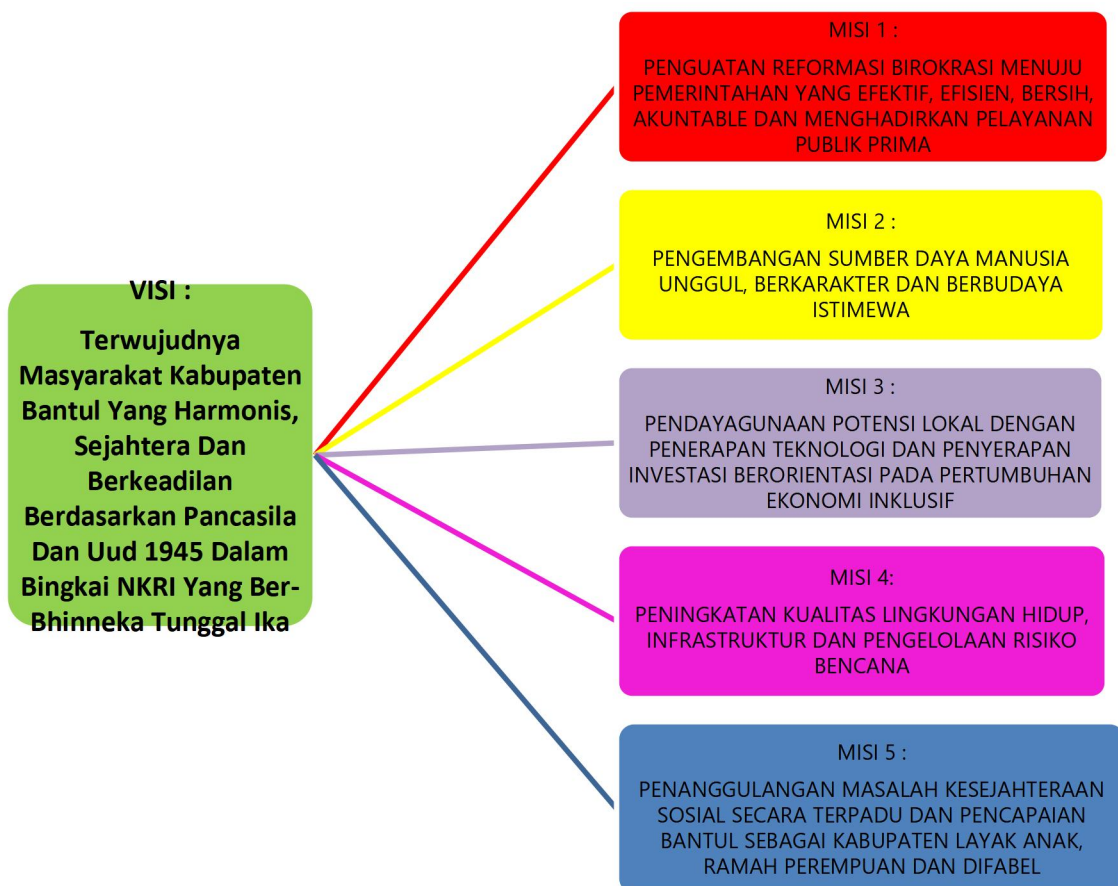 VISI :
Terwujudnya
Masyarakat Kabupaten
Bantul Yang Harmonis,
Sejahtera Dan
Berkeadilan
Berdasarkan Pancasila
Dan Uud 1945 Dalam
Bingkai NKRI Yang Ber-
Bhinneka Tunggal Ika
MISI 1 :
PENGUATAN REFORMASI BIROKRASI MENUJU
PEMERINTAHAN YANG EFEKTIF, EFISIEN, BERSIH,
AKUNTABLE DAN MENGHADIRKAN PELAYANAN
PUBLIK PRIMA
MISI 2 :
PENGEMBANGAN SUMBER DAYA MANUSIA
UNGGUL, BERKARAKTER DAN BERBUDAYA
ISTIMEWA
MISI 3 :
PENDAYAGUNAAN POTENSI LOKAL DENGAN
PENERAPAN TEKNOLOGI DAN PENYERAPAN
INVESTASI BERORIENTASI PADA PERTUMBUHAN
EKONOMI INKLUSIF
MISI 4:
PENINGKATAN KUALITAS LINGKUNGAN HIDUP,
INFRASTRUKTUR DAN PENGELOLAAN RISIKO
BENCANA
MISI 5 :
PENANGGULANGAN MASALAH KESEJAHTERAAN
SOSIAL SECARA TERPADU DAN PENCAPAIAN
BANTUL SEBAGAI KABUPATEN LAYAK ANAK,
RAMAH PEREMPUAN DAN DIFABEL